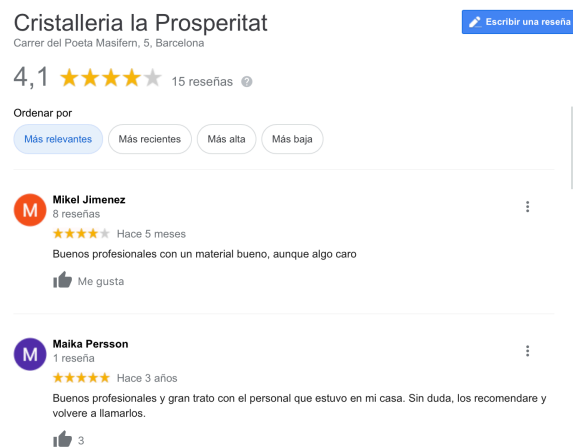 Cristalleria la Prosperitat
Escribir una reseña
Carrer del Poeta Masifern, 5, Barcelona
4,1 15 reseñas ?
Ordenar por
Más relevantes Más recientes Más alta Más baja
M Mikel Jimenez
8 reseñas
Hace 5 meses
Buenos profesionales con un material bueno, aunque algo caro
Me gusta
M Maika Persson
1 reseña
Hace 3 años
Buenos profesionales y gran trato con el personal que estuvo en mi casa. Sin duda, los recomendare y
volvere a llamarlos.
3